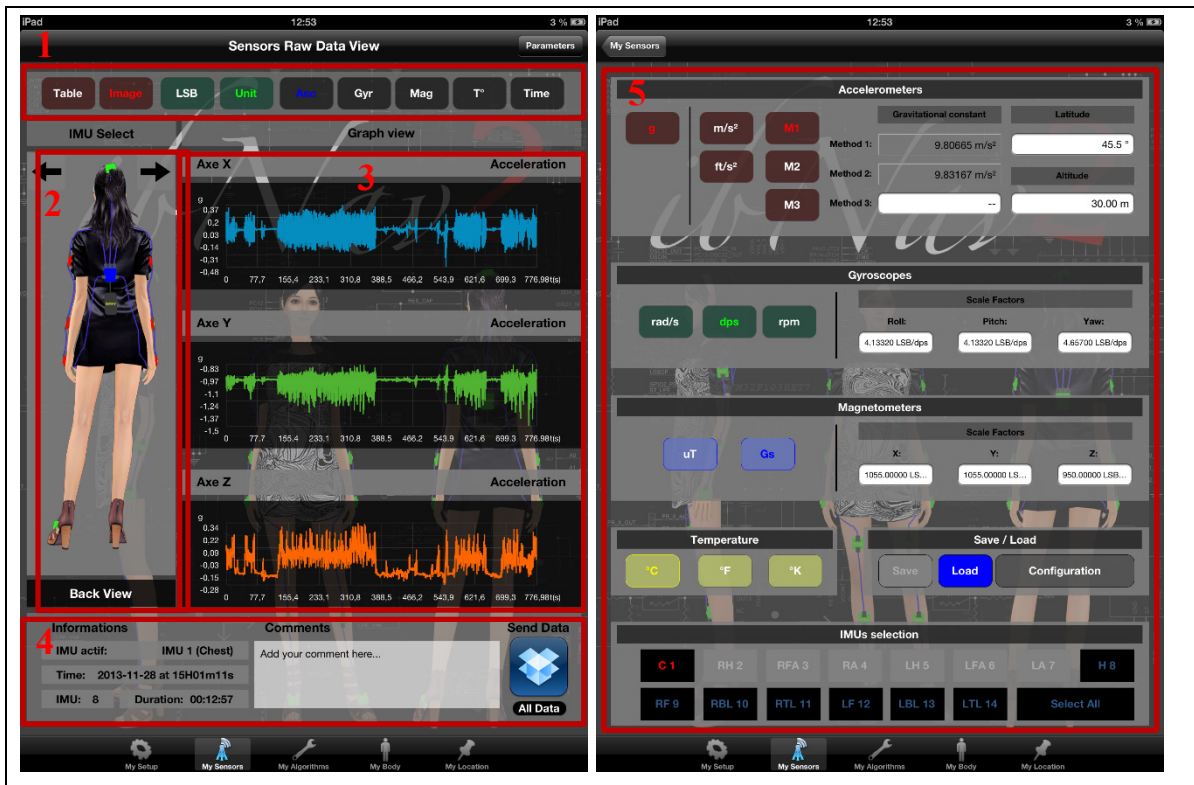 iPad 12:53 3 %
1 Sensors Raw Data View Parameters
Table Image LSB Unit Acc Gyr Mag T° Time
IMU Select Graph view
2
Back View
3
Axe X Acceleration
g
0.37
0.2
0.03
-0.14
-0.31
-0.48
0 77,7 155,4 233,1 310,8 388,5 466,2 543,9 621,6 699,3 776,98t(s)
Axe Y Acceleration
g
-0.83
-0.97
-1,1
-1,24
-1,37
-1,5
0 77,7 155,4 233,1 310,8 388,5 466,2 543,9 621,6 699,3 776,98t(s)
Axe Z Acceleration
g
0.34
0.22
0.09
-0.03
-0.15
-0.28
0 77,7 155,4 233,1 310,8 388,5 466,2 543,9 621,6 699,3 776,98t(s)
4
Informations Comments Send Data
IMU actif: IMU 1 (Chest)
Time: 2013-11-28 at 15H01m11s
IMU: 8 Duration: 00:12:57
Add your comment here...
All Data
My Setup My Sensors My Algorithms My Body My Location
iPad 12:53 3 %
My Sensors
5
Accelerometers
g m/s² M1
ft/s² M2
M3
Gravitational constant Latitude
Method 1: 9.80665 m/s² 45.5 °
Method 2: 9.83167 m/s² Altitude
Method 3: -- 30.00 m
Gyroscopes
rad/s dps rpm
Scale Factors
Roll: Pitch: Yaw:
4.13320 LSB/dps 4.13320 LSB/dps 4.65700 LSB/dps
Magnetometers
uT Gs
Scale Factors
X: Y: Z:
1055.00000 LS... 1055.00000 LS... 950.00000 LSB...
Temperature Save / Load
°C °F °K Save Load Configuration
IMUs selection
C 1 RH 2 RFA 3 RA 4 LH 5 LFA 6 LA 7 H 8
RF 9 RBL 10 RTL 11 LF 12 LBL 13 LTL 14 Select All
My Setup My Sensors My Algorithms My Body My Location